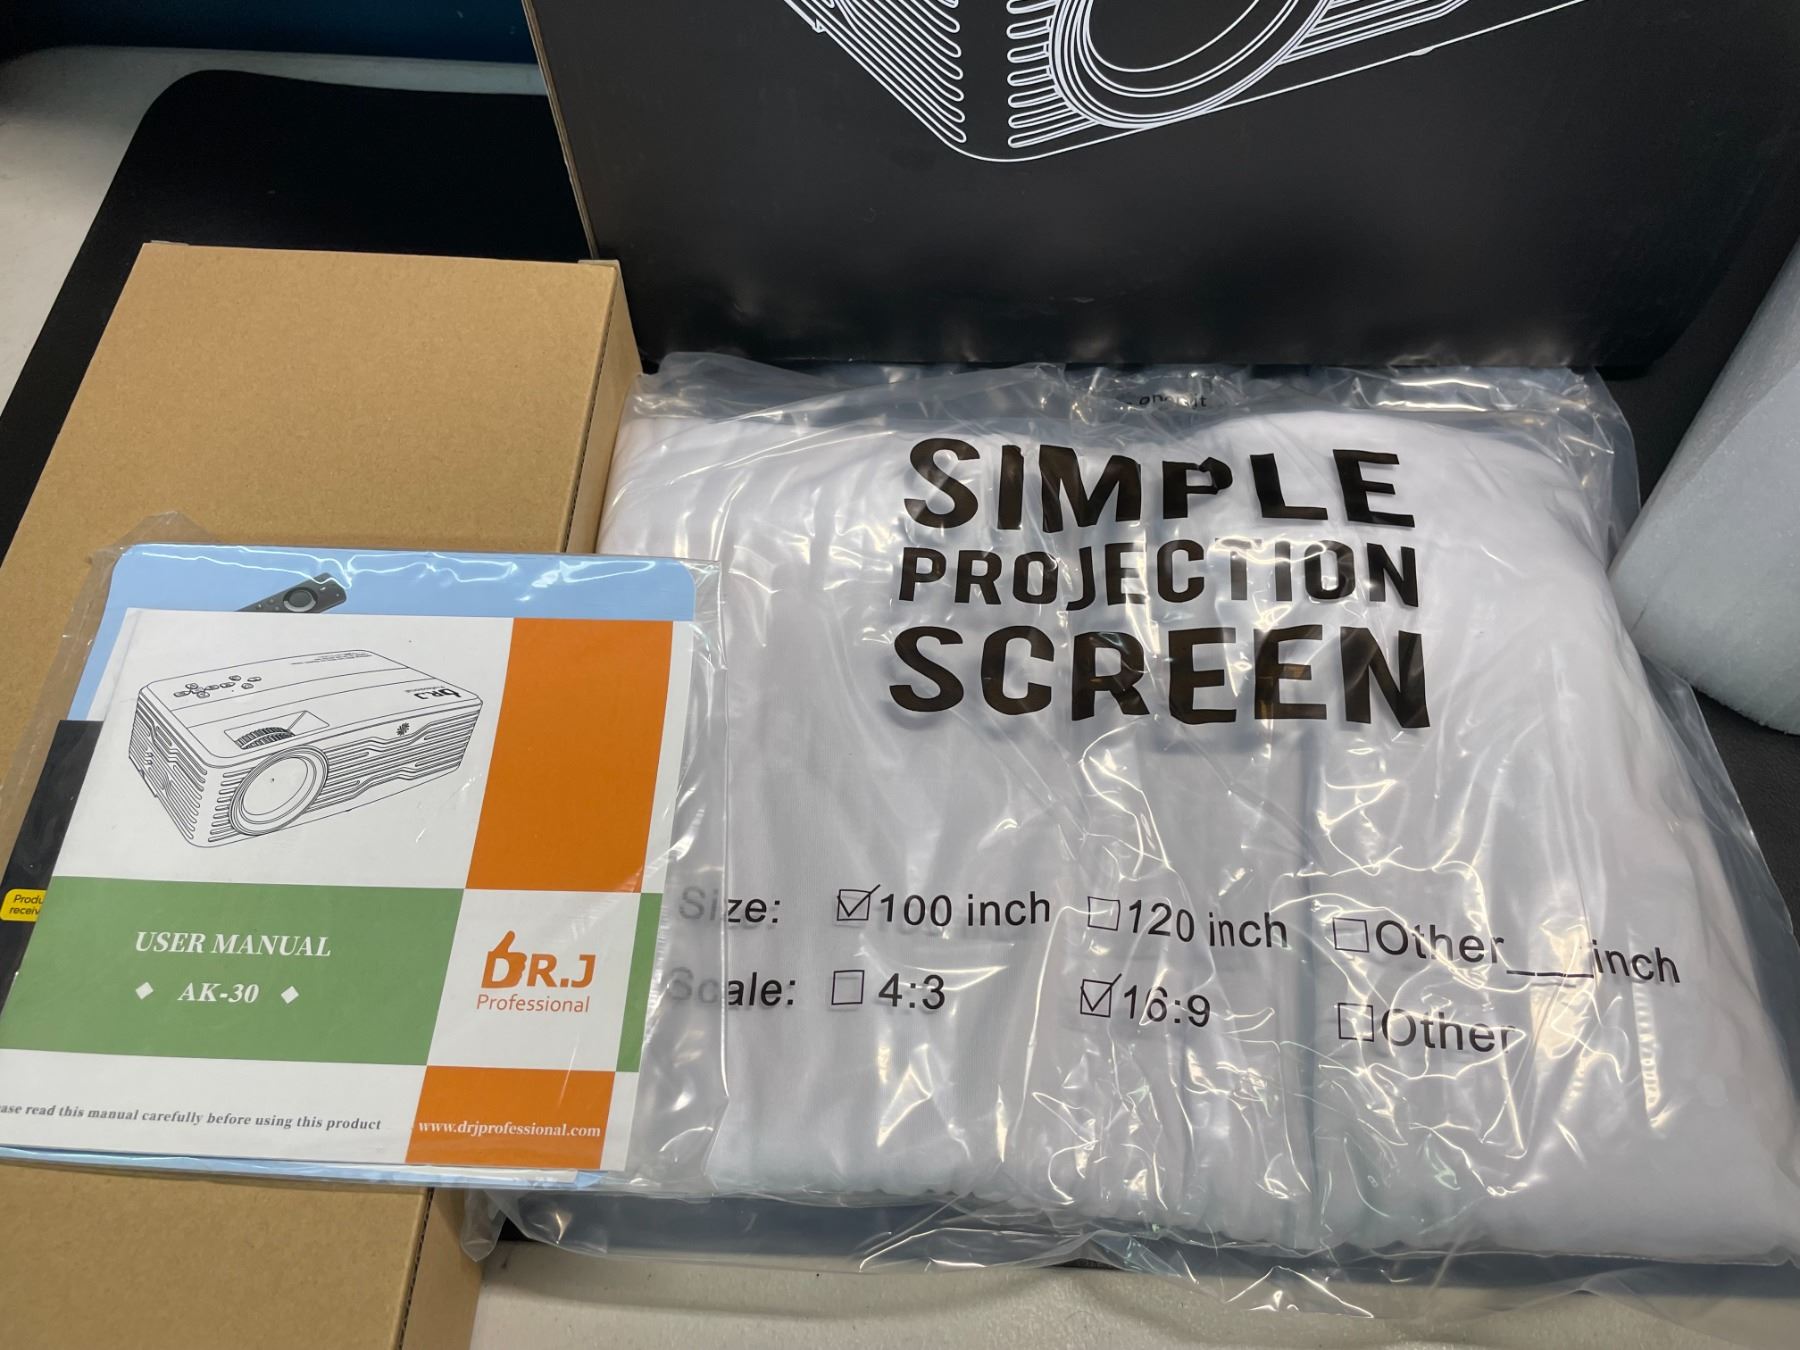 SIMPLE
PROJECTION
SCREEN
Size: ☑100 inch ☐120 inch ☐Other___inch
Scale: ☐ 4:3 ☑16:9 ☐Other
DR.J
USER MANUAL
◆ AK-30 ◆
DR.J
Professional
read this manual carefully before using this product
www.drjprofessional.com